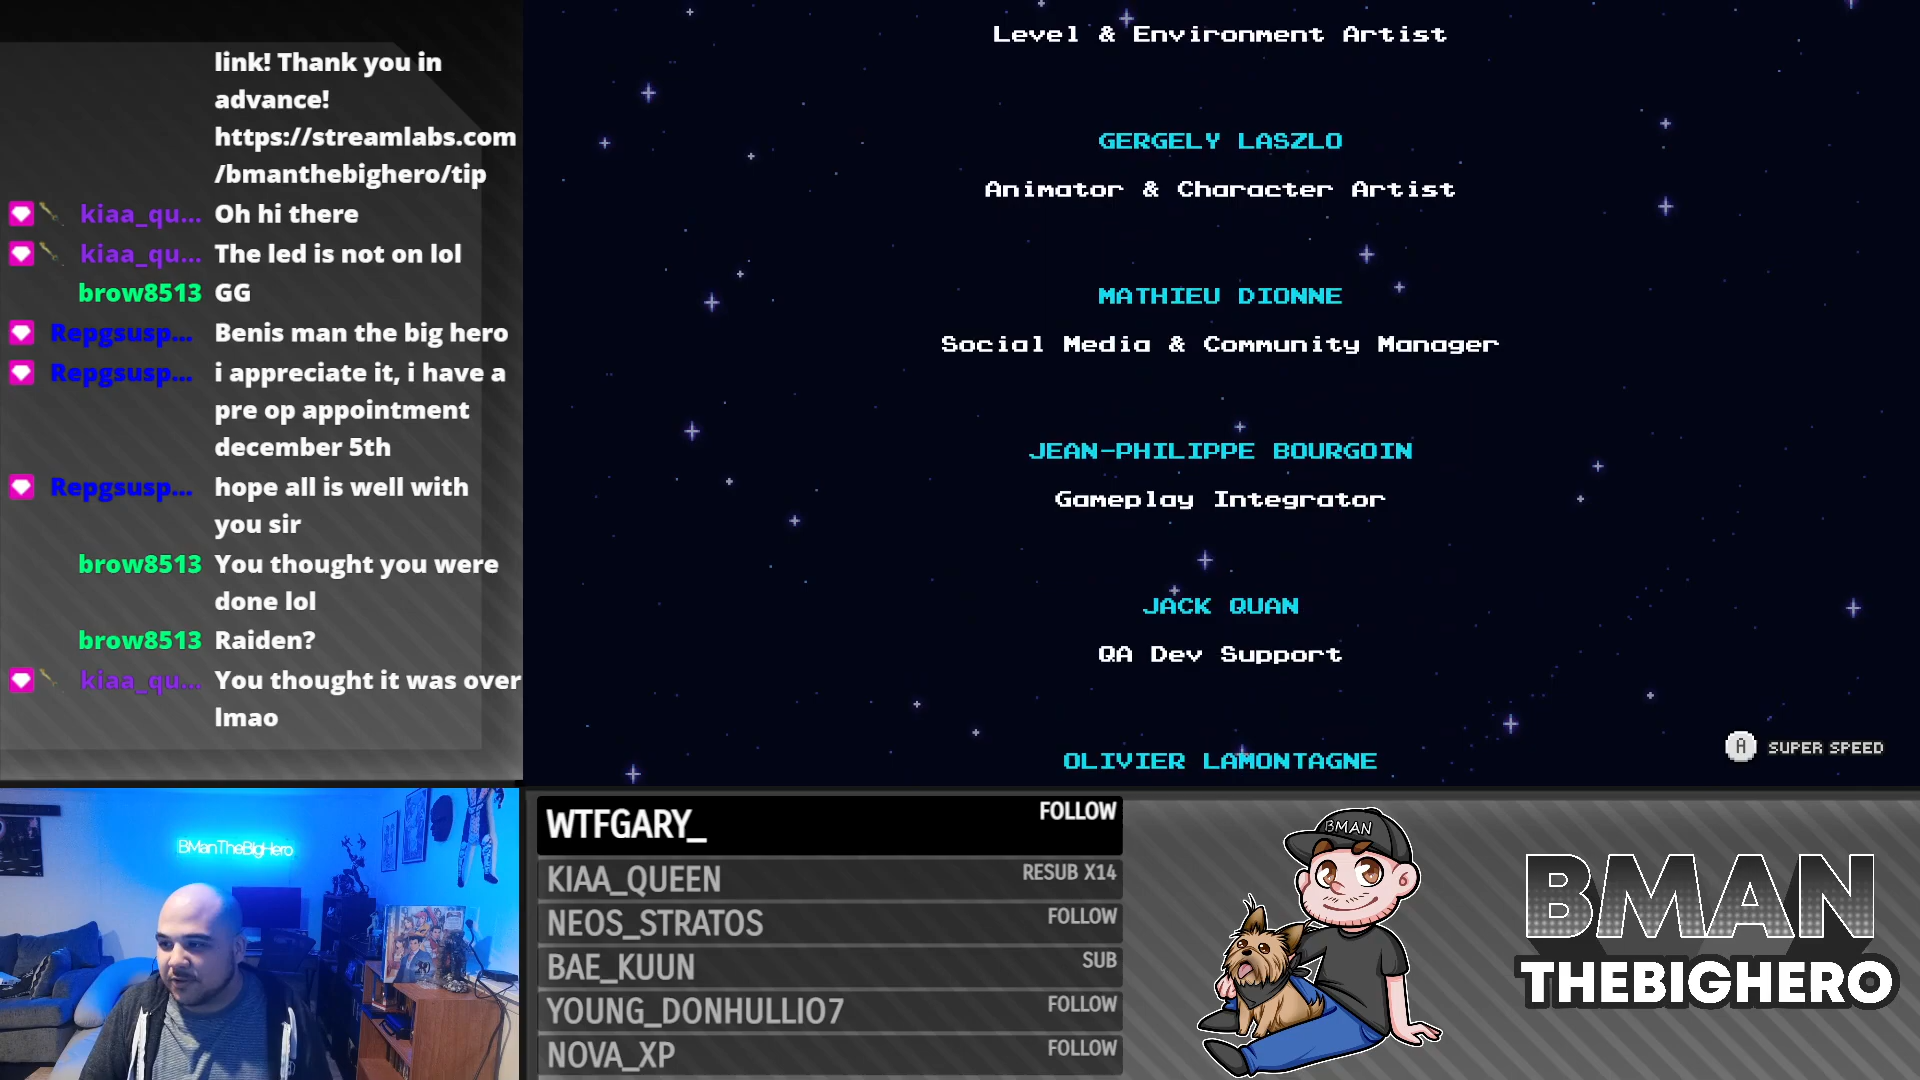 link! Thank you in
advance!
https://streamlabs.com
/bmanthebighero/tip
kiaa_qu... Oh hi there
kiaa_qu... The led is not on lol
brow8513 GG
Repgsusp... Benis man the big hero
Repgsusp... i appreciate it, i have a
pre op appointment
december 5th
Repgsusp... hope all is well with
you sir
brow8513 You thought you were
done lol
brow8513 Raiden?
kiaa_qu... You thought it was over
lmao
Level & Environment Artist
GERGELY LASZLO
Animator & Character Artist
MATHIEU DIONNE
Social Media & Community Manager
JEAN-PHILIPPE BOURGOIN
Gameplay Integrator
JACK QUAN
QA Dev Support
OLIVIER LAMONTAGNE
A SUPER SPEED
BManTheBigHero
WTFGARY_ FOLLOW
KIAA_QUEEN RESUB X14
NEOS_STRATOS FOLLOW
BAE_KUUN SUB
YOUNG_DONHULLIO7 FOLLOW
NOVA_XP FOLLOW
BMAN
BMAN
THEBIGHERO